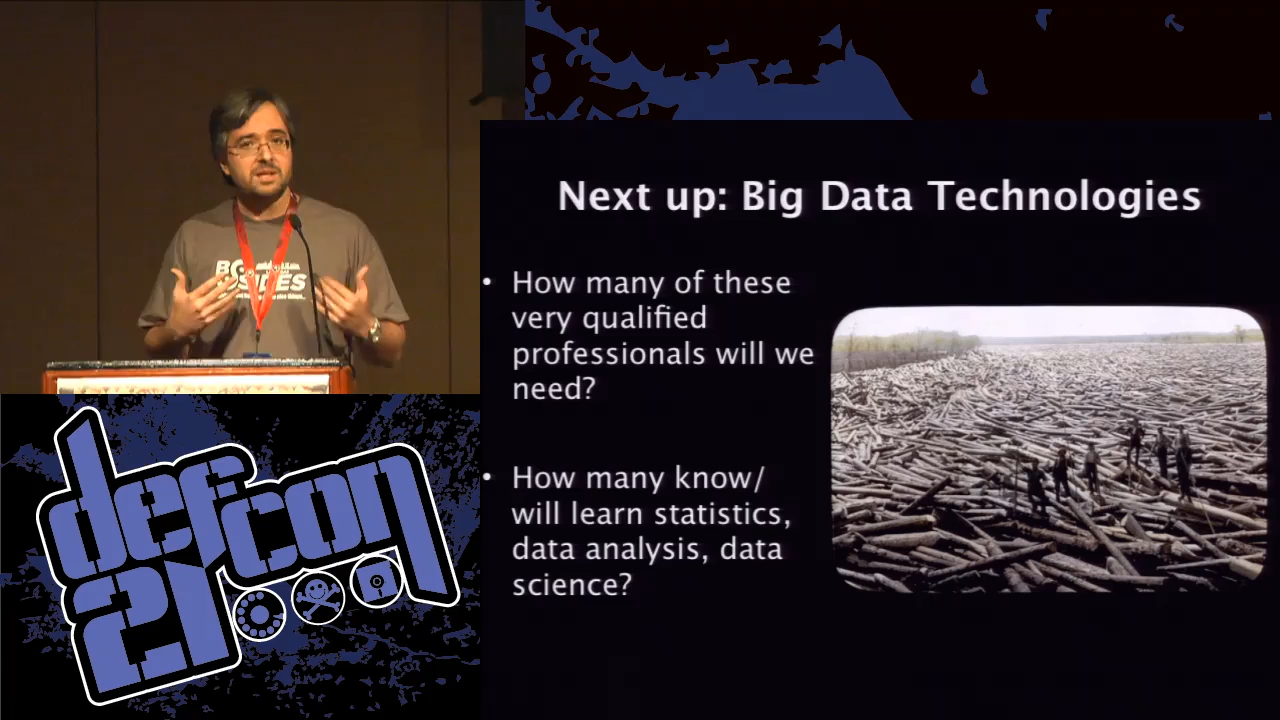 Next up: Big Data Technologies
• How many of these
very qualified
professionals will we
need?
• How many know/
will learn statistics,
data analysis, data
science?
defcon
21